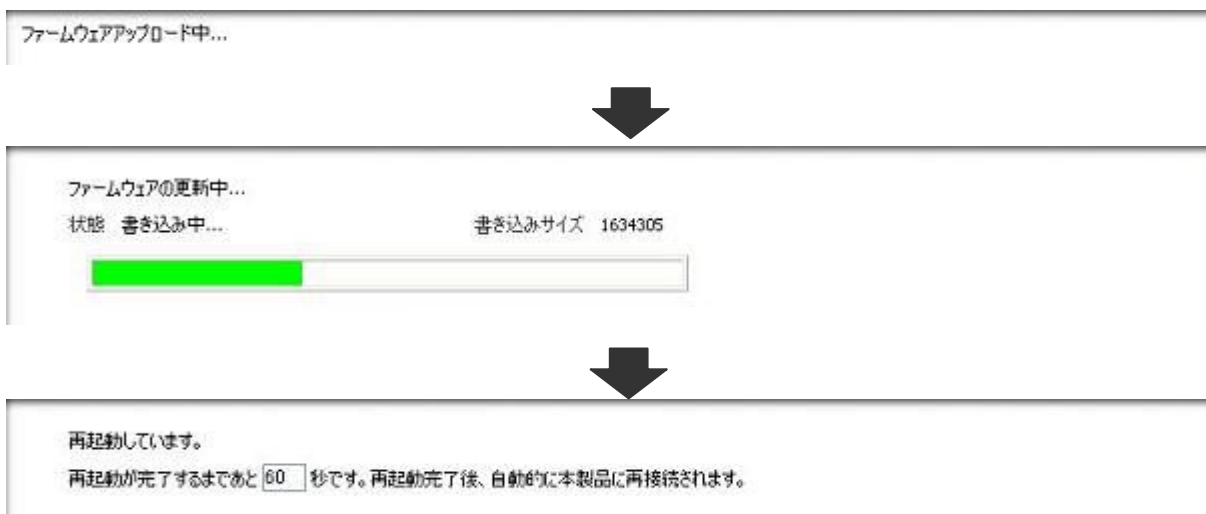 ファームウェアアップロード中...
ファームウェアの更新中...
状態 書き込み中... 書き込みサイズ 1634305
再起動しています。
再起動が完了するまであと 60 秒です。再起動完了後、自動的に本製品に再接続されます。